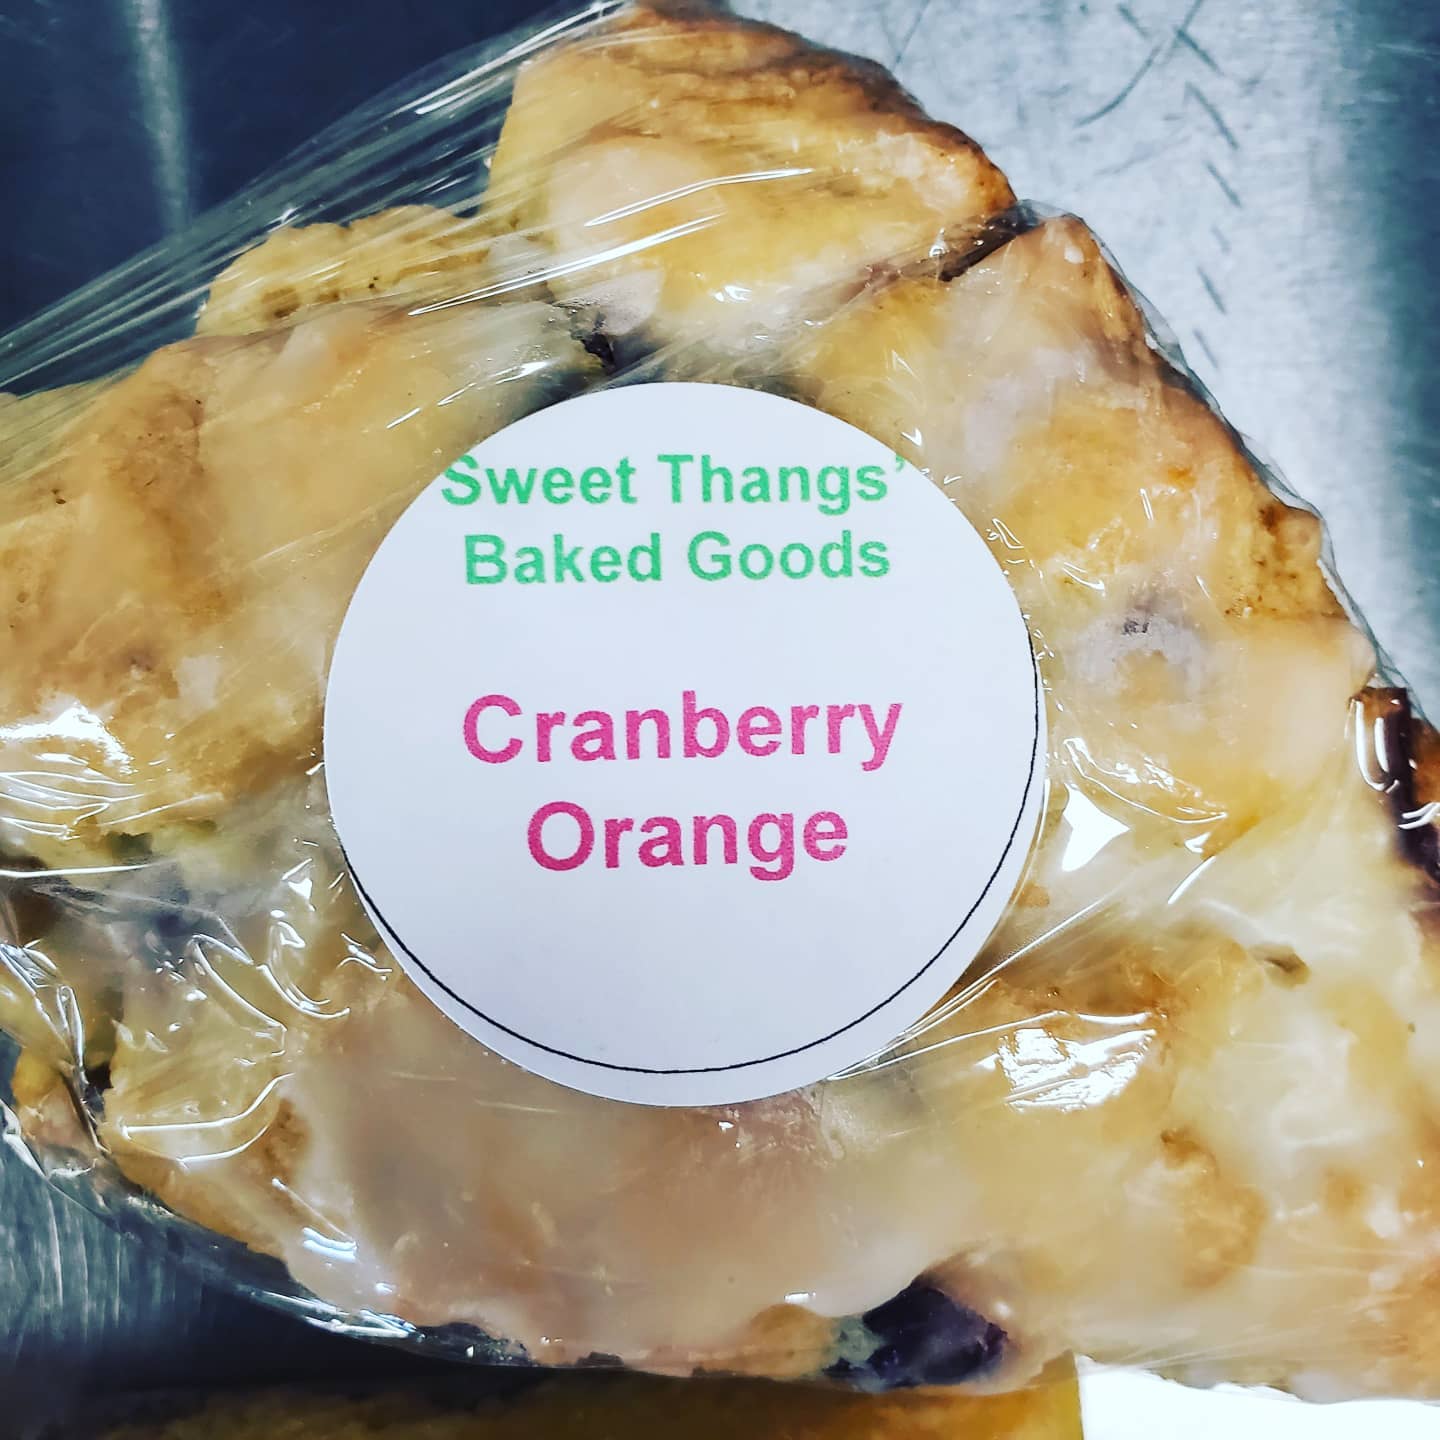 Sweet Thangs'
Baked Goods
Cranberry
Orange